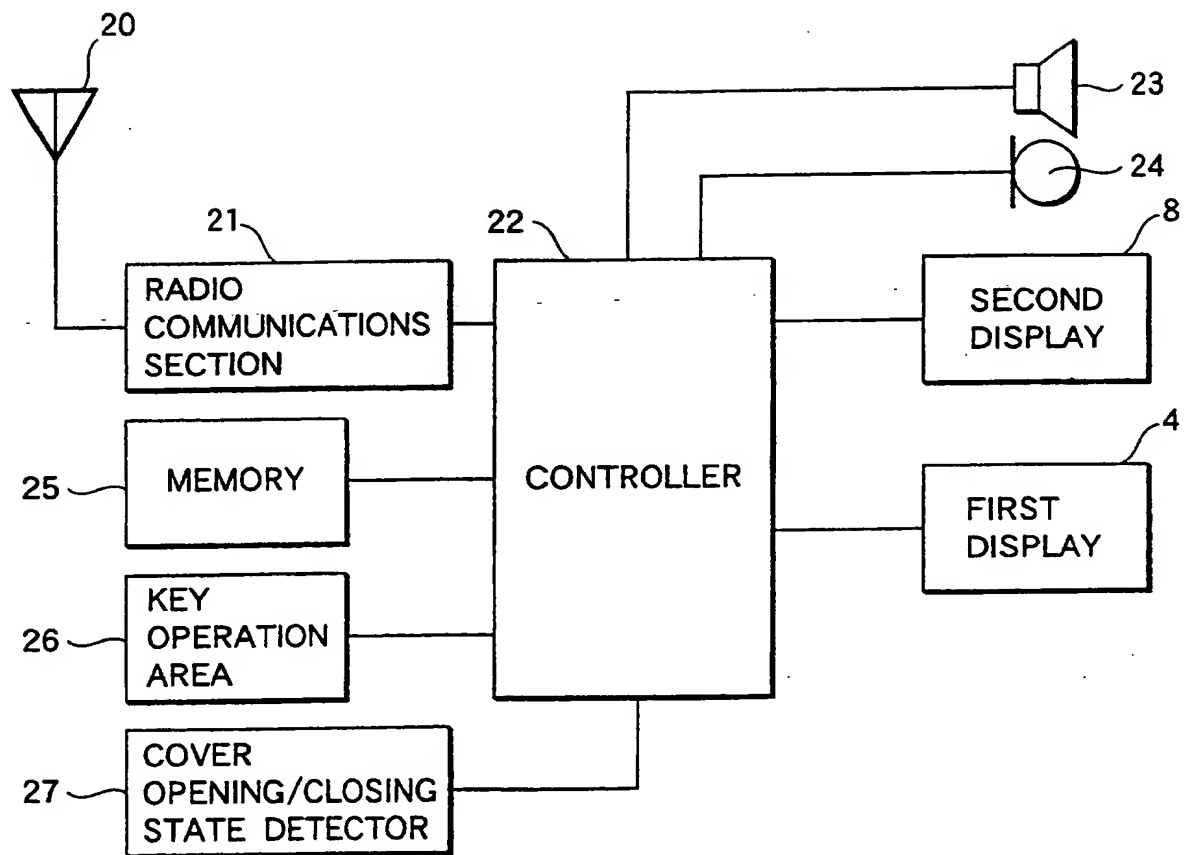 20
23
24
21
22
8
RADIO
COMMUNICATIONS
SECTION
SECOND
DISPLAY
4
25
MEMORY
CONTROLLER
FIRST
DISPLAY
26
KEY
OPERATION
AREA
27
COVER
OPENING/CLOSING
STATE DETECTOR